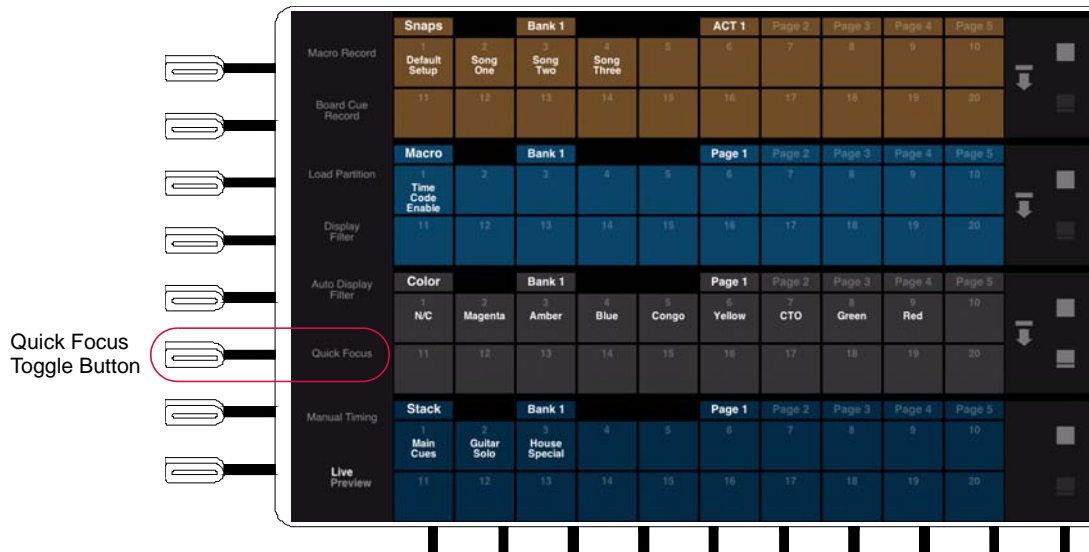 Snaps Bank 1 ACT 1 Page 2 Page 3 Page 4 Page 5
Macro Record
1 2 3 4 5 6 7 8 9 10
Default Setup Song One Song Two Song Three
Board Cue Record
11 12 13 14 15 16 17 18 19 20
Macro Bank 1 Page 1 Page 2 Page 3 Page 4 Page 5
Load Partition
1 2 3 4 5 6 7 8 9 10
Time Code Enable
Display Filter
11 12 13 14 15 16 17 18 19 20
Color Bank 1 Page 1 Page 2 Page 3 Page 4 Page 5
Auto Display Filter
1 2 3 4 5 6 7 8 9 10
N/C Magenta Amber Blue Congo Yellow CTO Green Red
Quick Focus Toggle Button
Quick Focus
11 12 13 14 15 16 17 18 19 20
Stack Bank 1 Page 1 Page 2 Page 3 Page 4 Page 5
Manual Timing
1 2 3 4 5 6 7 8 9 10
Main Cues Guitar Solo House Special
Live Preview
11 12 13 14 15 16 17 18 19 20